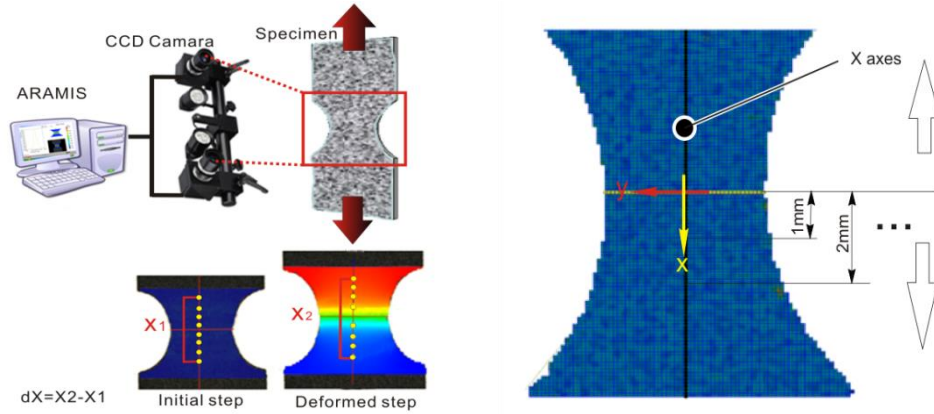 CCD Camara
Specimen
ARAMIS
X1
X2
dX=X2-X1
Initial step
Deformed step
X axes
y
x
1mm
2mm
...